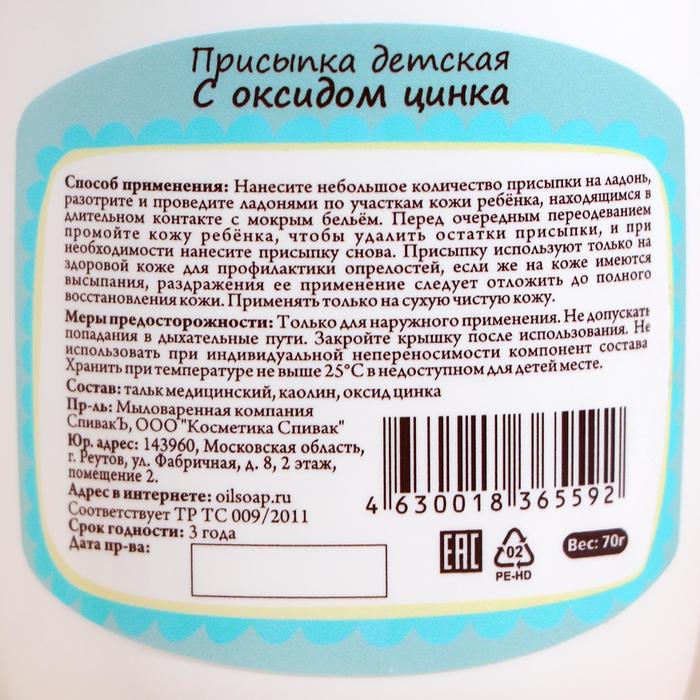 Присыпка детская
С оксидом цинка
Способ применения: Нанесите небольшое количество присыпки на ладонь,
разотрите и проведите ладонями по участкам кожи ребёнка, находящимся в
длительном контакте с мокрым бельём. Перед очередным переодеванием
промойте кожу ребёнка, чтобы удалить остатки присыпки, и при
необходимости нанесите присыпку снова. Присыпку используют только на
здоровой коже для профилактики опрелостей, если же на коже имеются
высыпания, раздражения ее применение следует отложить до полного
восстановления кожи. Применять только на сухую чистую кожу.
Меры предосторожности: Только для наружного применения. Не допускать
попадания в дыхательные пути. Закройте крышку после использования. Не
использовать при индивидуальной непереносимости компонент состава
Хранить при температуре не выше 25°С в недоступном для детей месте.
Состав: тальк медицинский, каолин, оксид цинка
Пр-ль: Мыловаренная компания
СпивакЪ, ООО "Косметика Спивак"
Юр. адрес: 143960, Московская область,
г. Реутов, ул. Фабричная, д. 8, 2 этаж,
помещение 2.
Адрес в интернете: oilsoap.ru
Соответствует ТР ТС 009/2011
Срок годности: 3 года
Дата пр-ва:
4 630018 365592
EAC
02
PE-HD
Вес: 70г